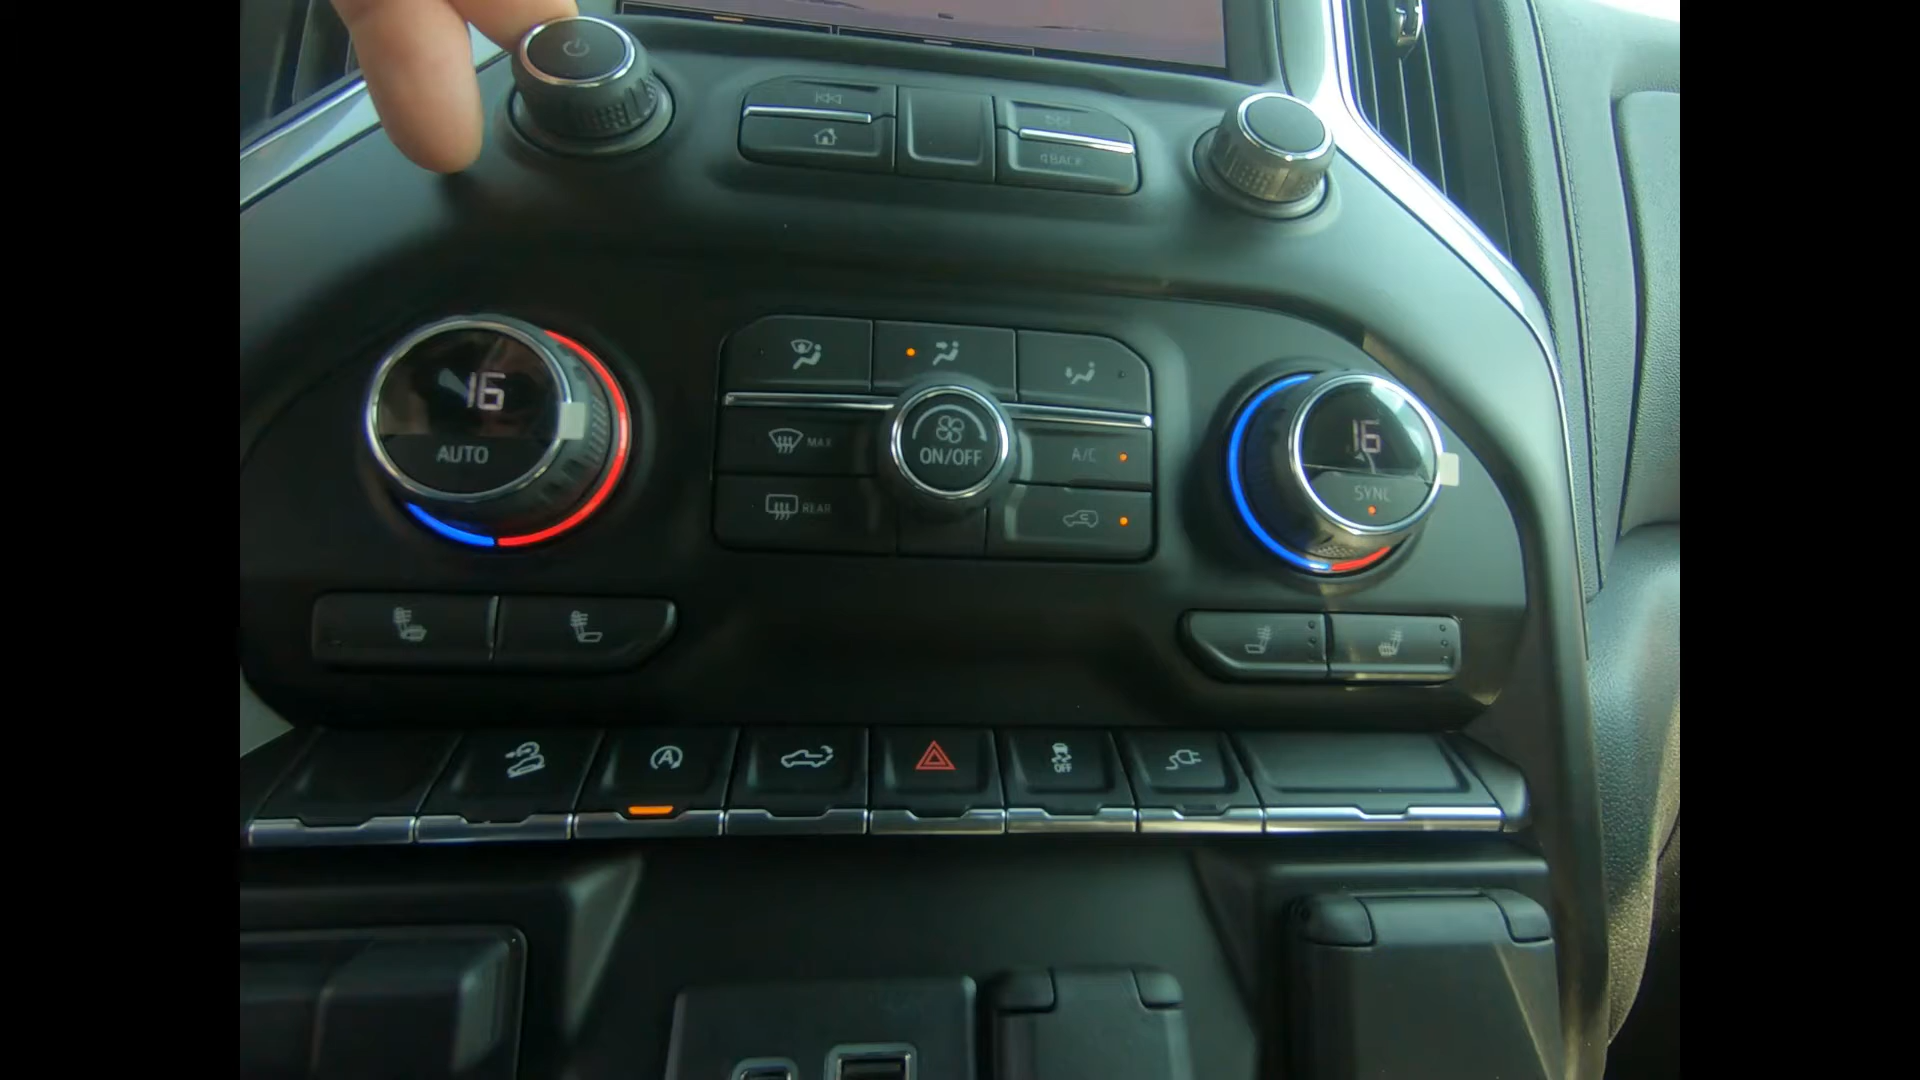 BACK
16
AUTO
MAX
ON/OFF
A/C
16
SYNC
REAR
A
OFF